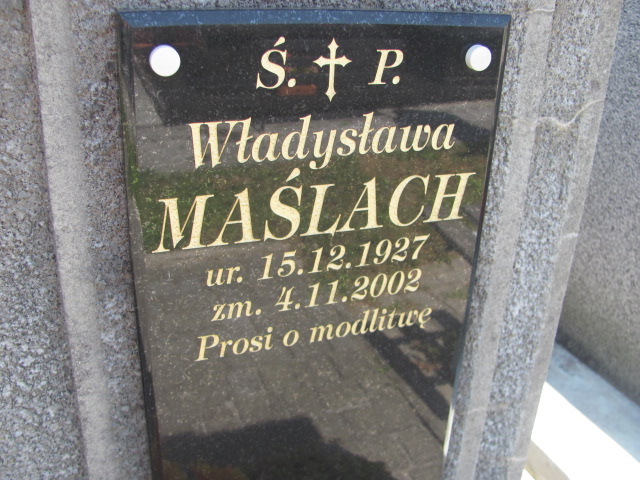 Ś. ✝ P.
Władysława
MAŚLACH
ur. 15.12.1927
zm. 4.11.2002
Prosi o modlitwę